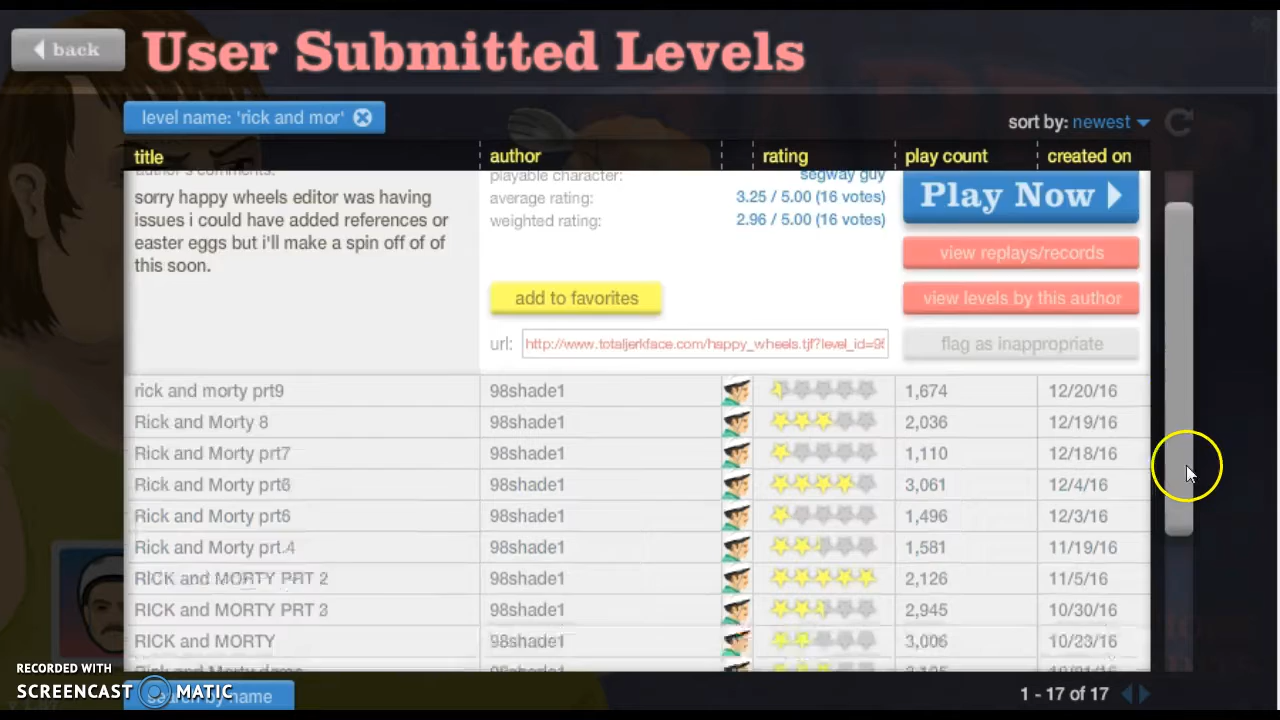 back
User Submitted Levels
level name: 'rick and mor'
sort by: newest
title author rating play count created on
author's comments:
sorry happy wheels editor was having
issues i could have added references or
easter eggs but i'll make a spin off of of
this soon.
playable character: segway guy
average rating: 3.25 / 5.00 (16 votes)
weighted rating: 2.96 / 5.00 (16 votes)
Play Now
view replays/records
add to favorites
view levels by this author
url: http://www.totaljerkface.com/happy_wheels.tjf?level_id=9
flag as inappropriate
rick and morty prt9 98shade1 1,674 12/20/16
Rick and Morty 8 98shade1 2,036 12/19/16
Rick and Morty prt7 98shade1 1,110 12/18/16
Rick and Morty prt6 98shade1 3,061 12/4/16
Rick and Morty prt6 98shade1 1,496 12/3/16
Rick and Morty prt.4 98shade1 1,581 11/19/16
RICK and MORTY PRT 2 98shade1 2,126 11/5/16
RICK and MORTY PRT 3 98shade1 2,945 10/30/16
RICK and MORTY 98shade1 3,006 10/23/16
Rick and Morty
RECORDED WITH
SCREENCAST MATIC
search by name
1 - 17 of 17